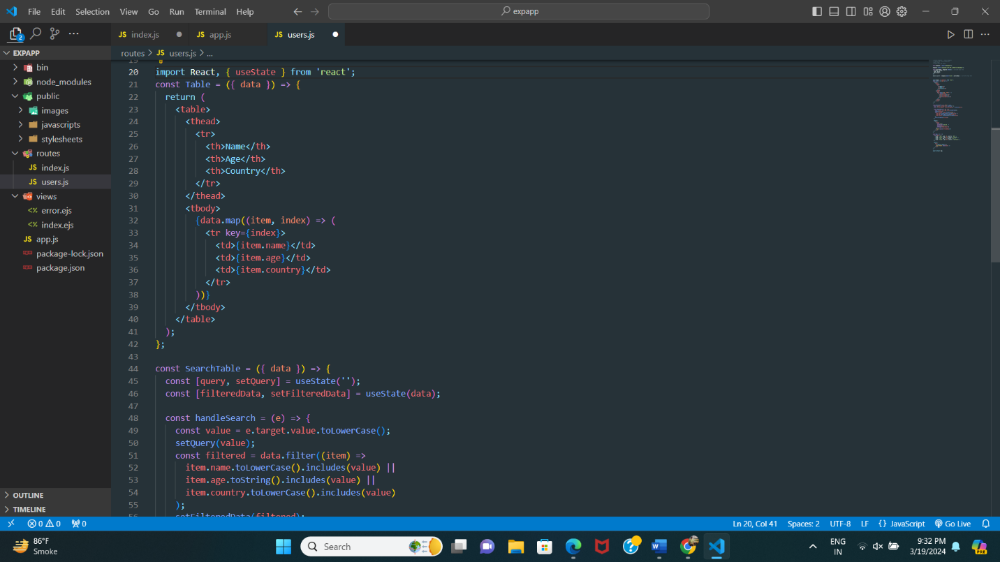 File Edit Selection View Go Run Terminal Help
expapp
2
JS index.js
JS app.js
JS users.js
EXPAPP
routes > JS users.js > ...
bin
node_modules
public
images
javascripts
stylesheets
routes
JS index.js
JS users.js
views
<% error.ejs
<% index.ejs
JS app.js
package-lock.json
package.json
OUTLINE
TIMELINE
19
20 import React, { useState } from 'react';
21 const Table = ({ data }) => {
22 return (
23 <table>
24 <thead>
25 <tr>
26 <th>Name</th>
27 <th>Age</th>
28 <th>Country</th>
29 </tr>
30 </thead>
31 <tbody>
32 {data.map((item, index) => (
33 <tr key={index}>
34 <td>{item.name}</td>
35 <td>{item.age}</td>
36 <td>{item.country}</td>
37 </tr>
38 ))}
39 </tbody>
40 </table>
41 );
42 };
43
44 const SearchTable = ({ data }) => {
45 const [query, setQuery] = useState('');
46 const [filteredData, setFilteredData] = useState(data);
47
48 const handleSearch = (e) => {
49 const value = e.target.value.toLowerCase();
50 setQuery(value);
51 const filtered = data.filter((item) =>
52 item.name.toLowerCase().includes(value) ||
53 item.age.toString().includes(value) ||
54 item.country.toLowerCase().includes(value)
55 );
56 setFilteredData(filtered);
0 0 0
Ln 20, Col 41 Spaces: 2 UTF-8 LF {} JavaScript Go Live
86°F
Smoke
Search
ENG
IN
9:32 PM
3/19/2024
PRE